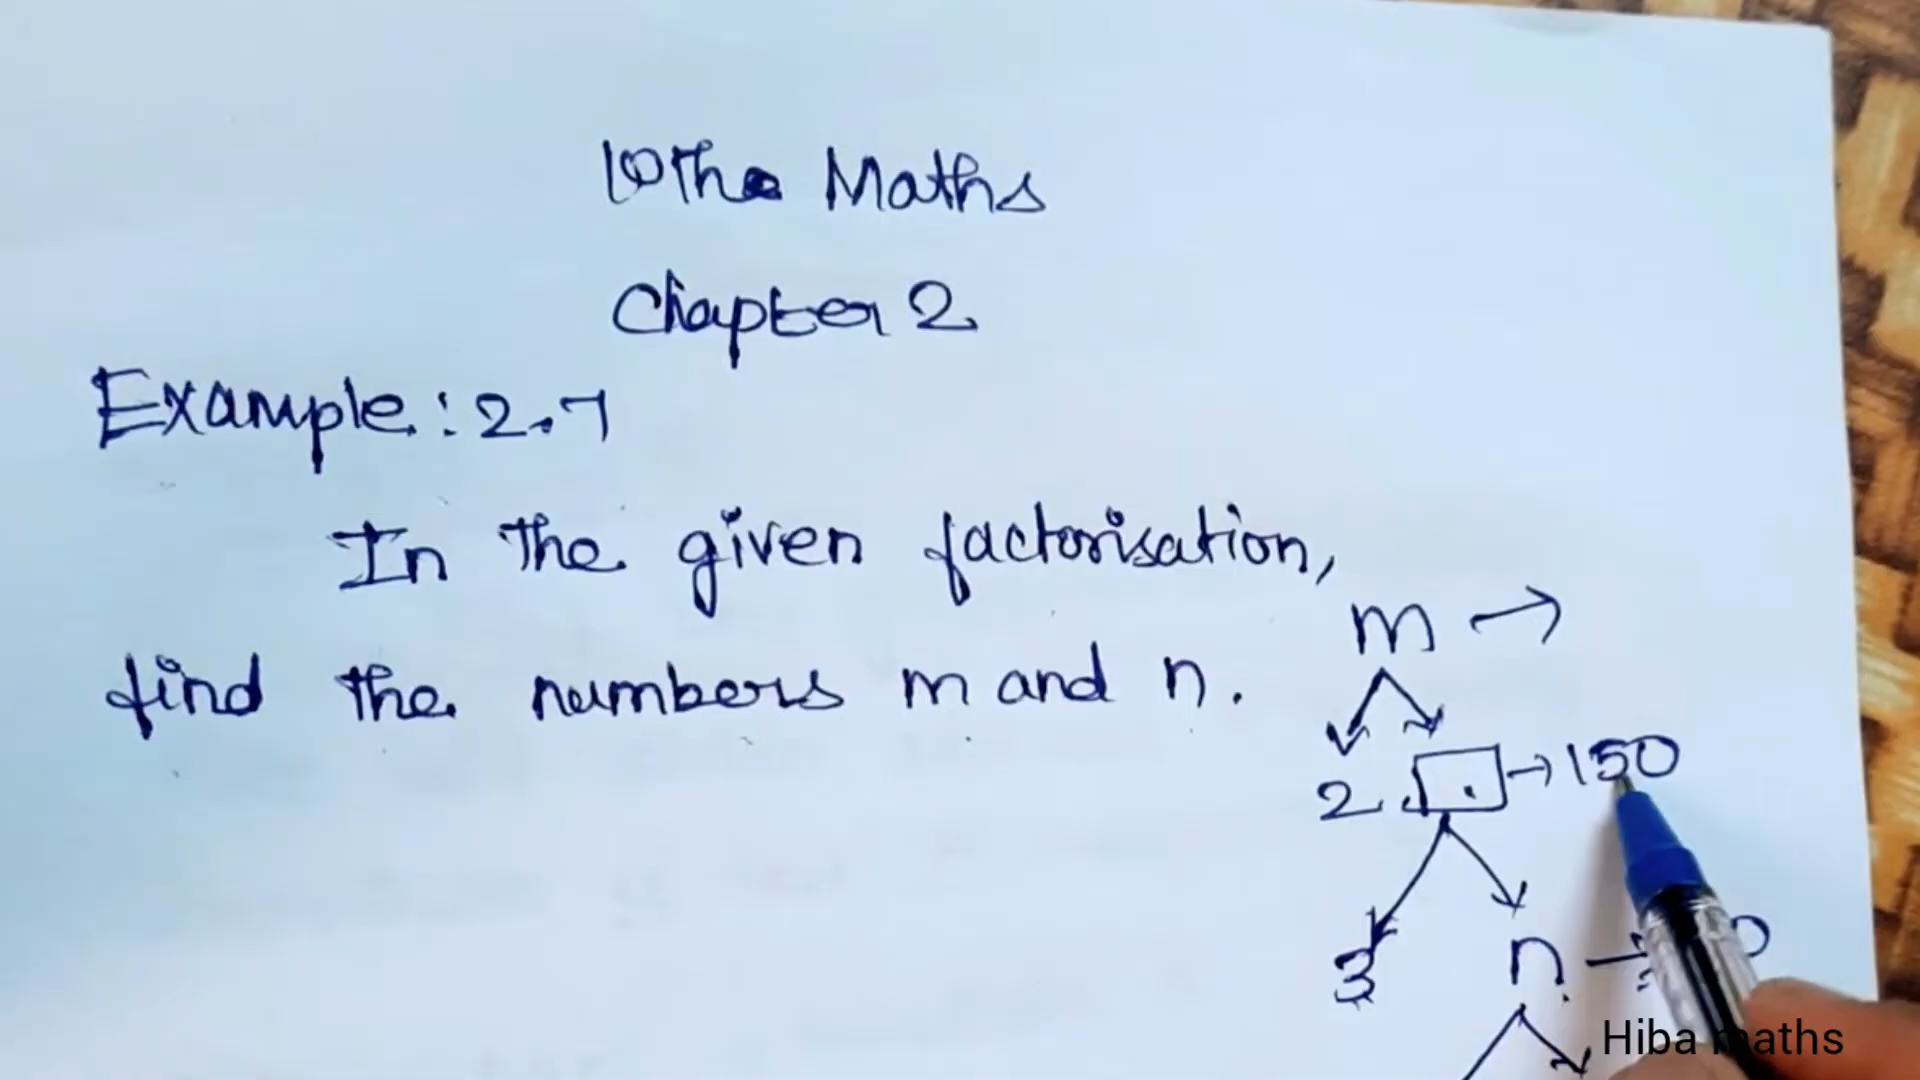 10th Maths
Chapter 2
Example: 2.7
In the given factorisation,
find the numbers m and n.
m →
2 . → 150
3 n →
Hiba maths